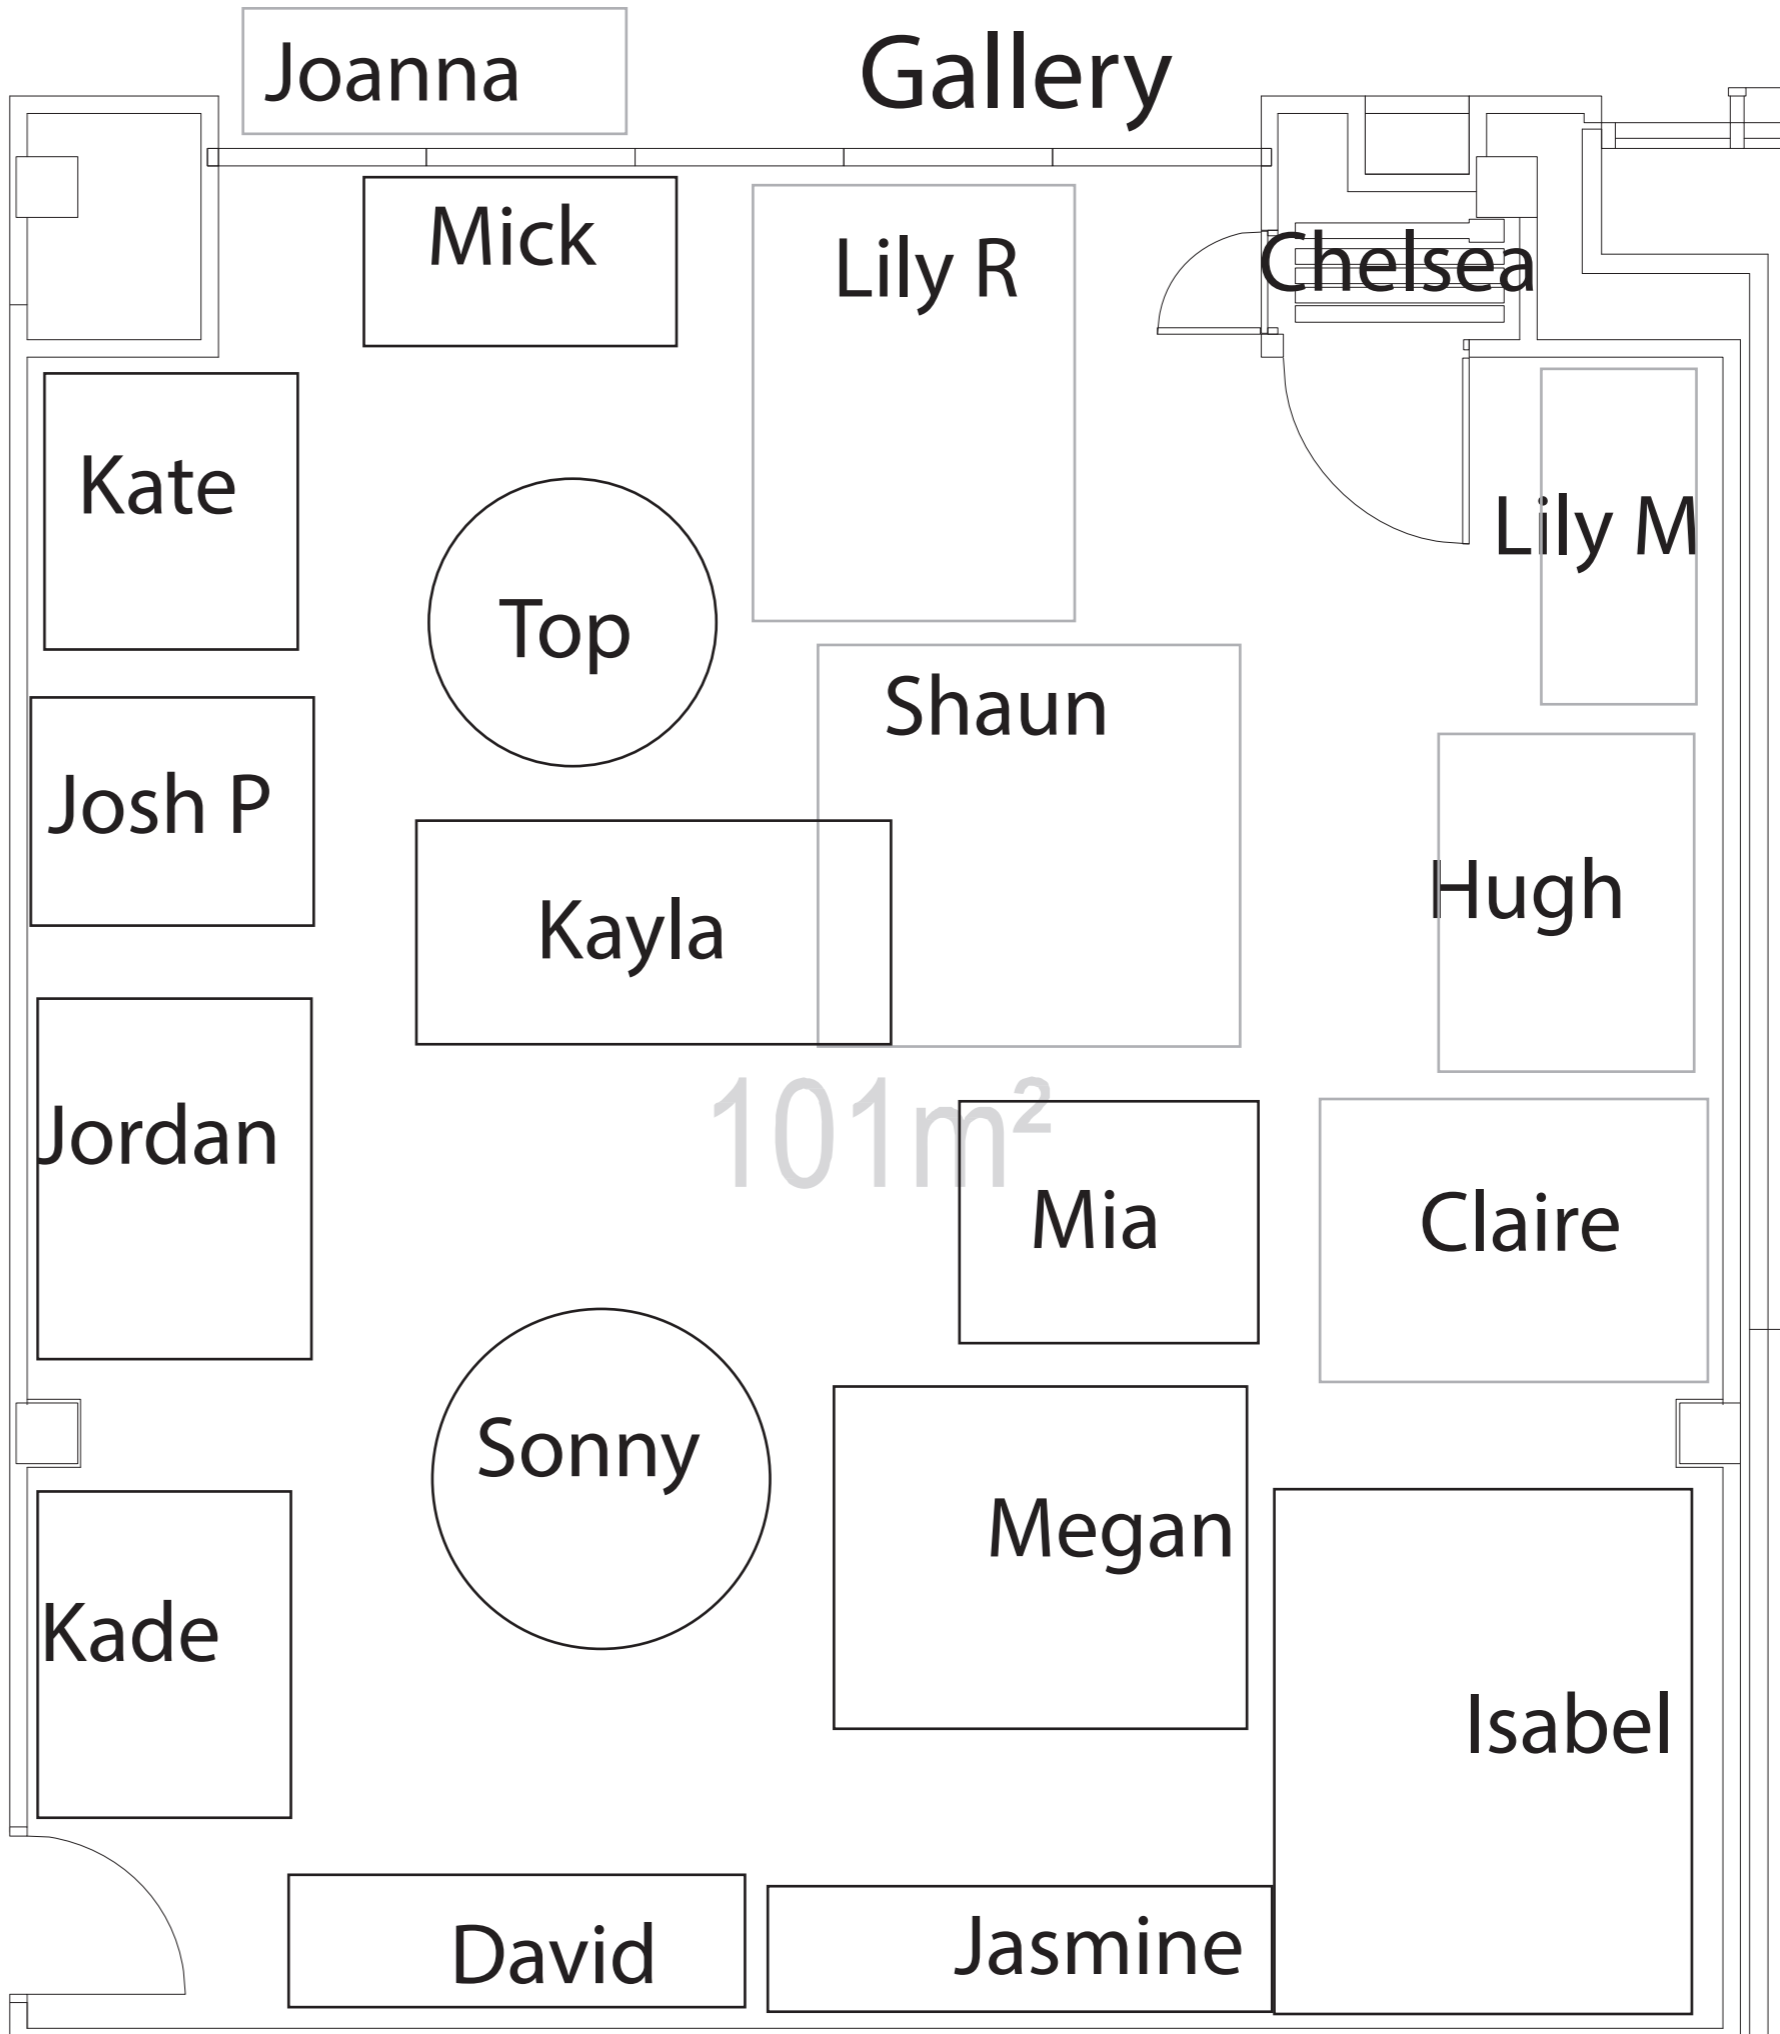 Gallery
Joanna
Mick
Lily R
Chelsea
Kate
Lily M
Top
Shaun
Josh P
Hugh
Kayla
Jordan
101m²
Mia
Claire
Sonny
Megan
Kade
Isabel
David
Jasmine